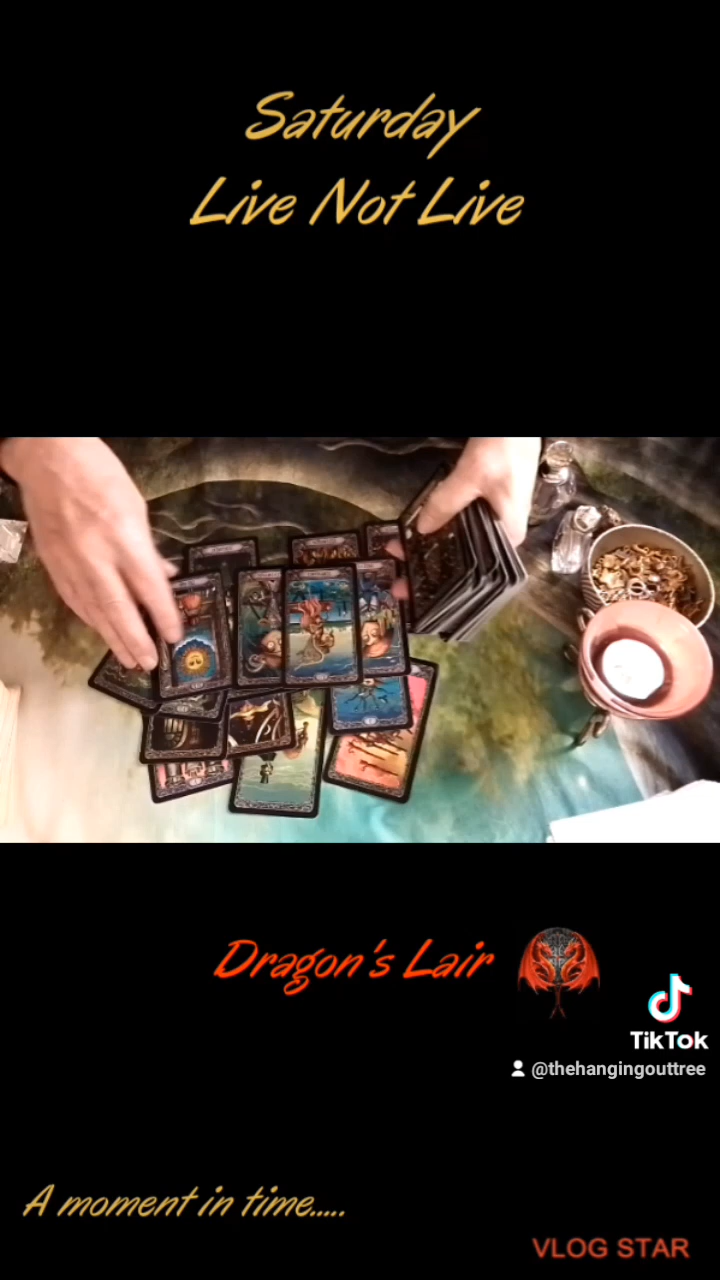 Saturday
Live Not Live
Dragon's Lair
TikTok
@thehangingouttree
A moment in time.....
VLOG STAR